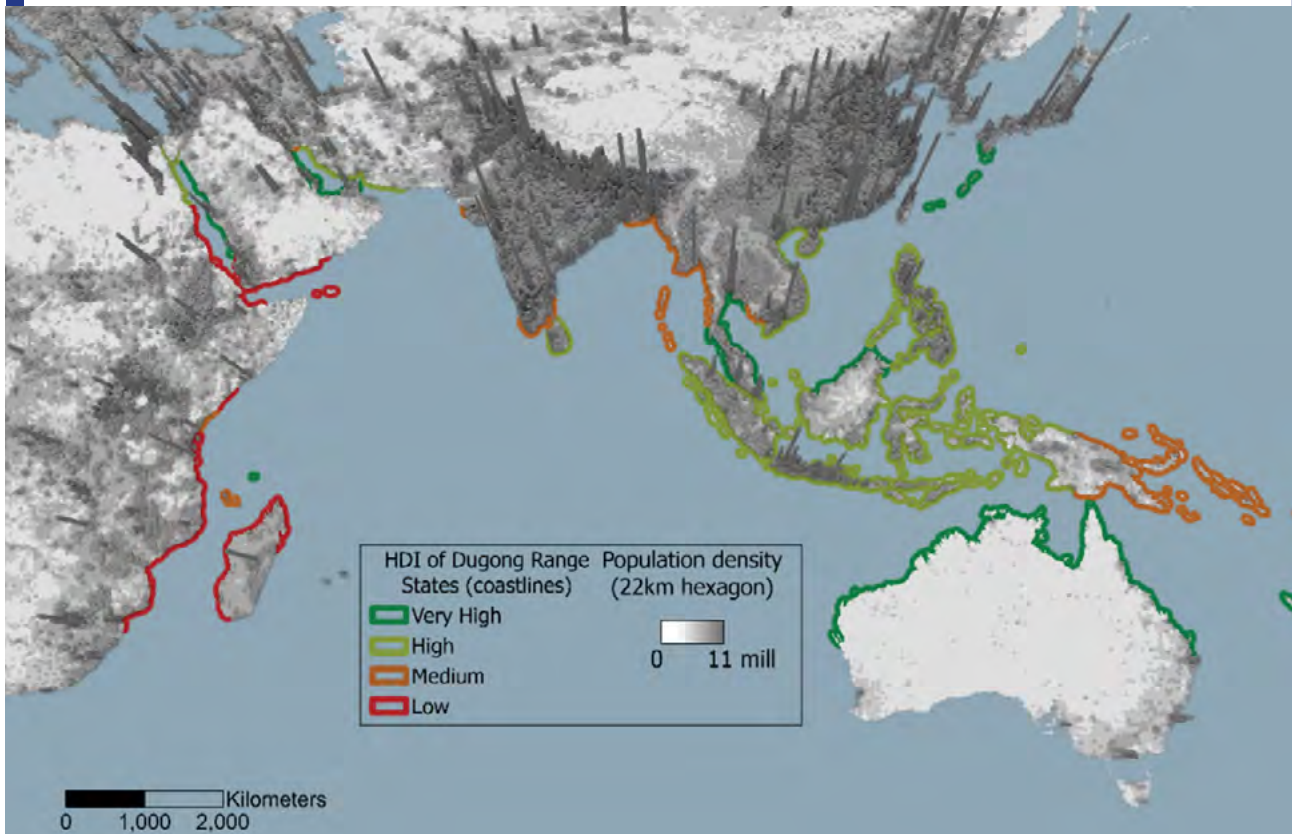 HDI of Dugong Range
States (coastlines)
Very High
High
Medium
Low
Population density
(22km hexagon)
0 11 mill
Kilometers
0 1,000 2,000